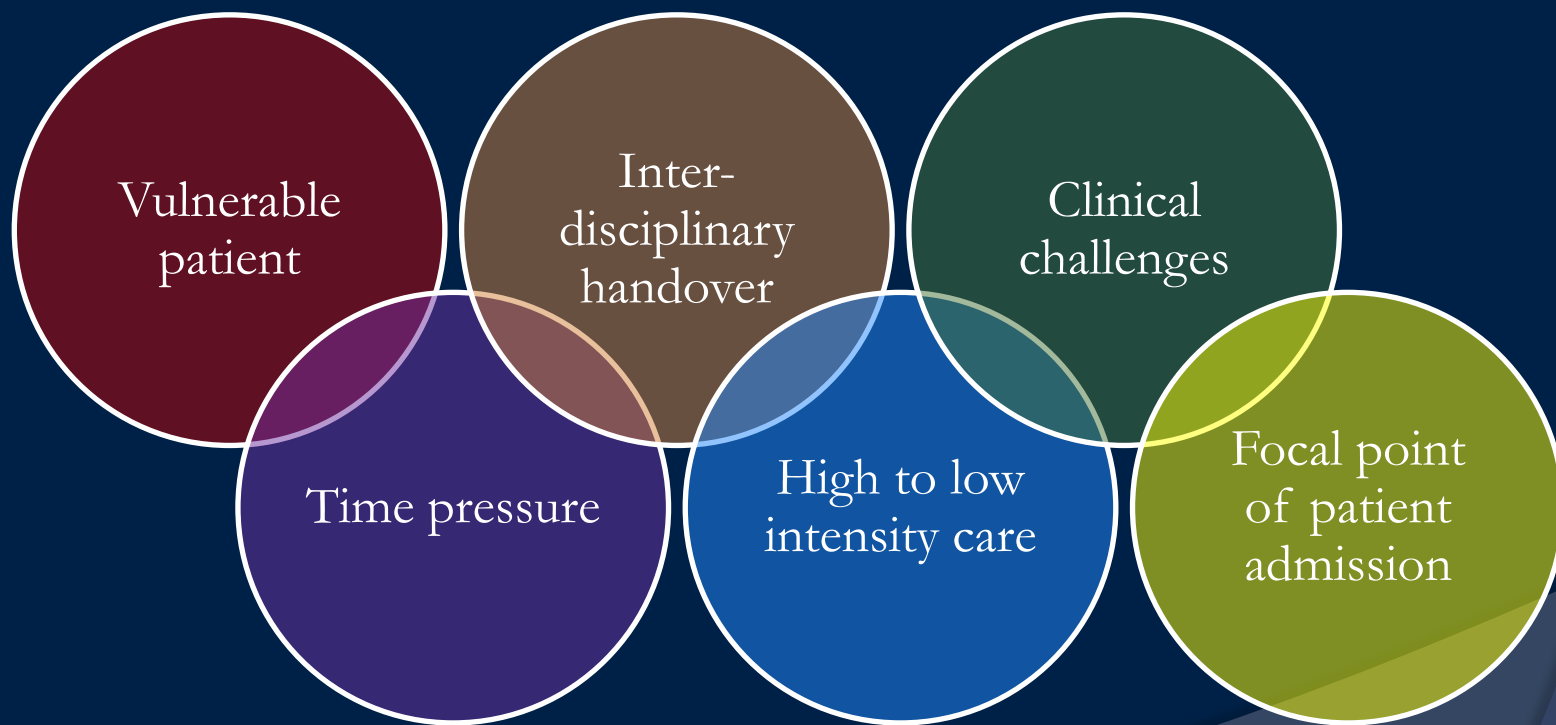 Vulnerable
patient
Time pressure
Inter-
disciplinary
handover
High to low
intensity care
Clinical
challenges
Focal point
of patient
admission